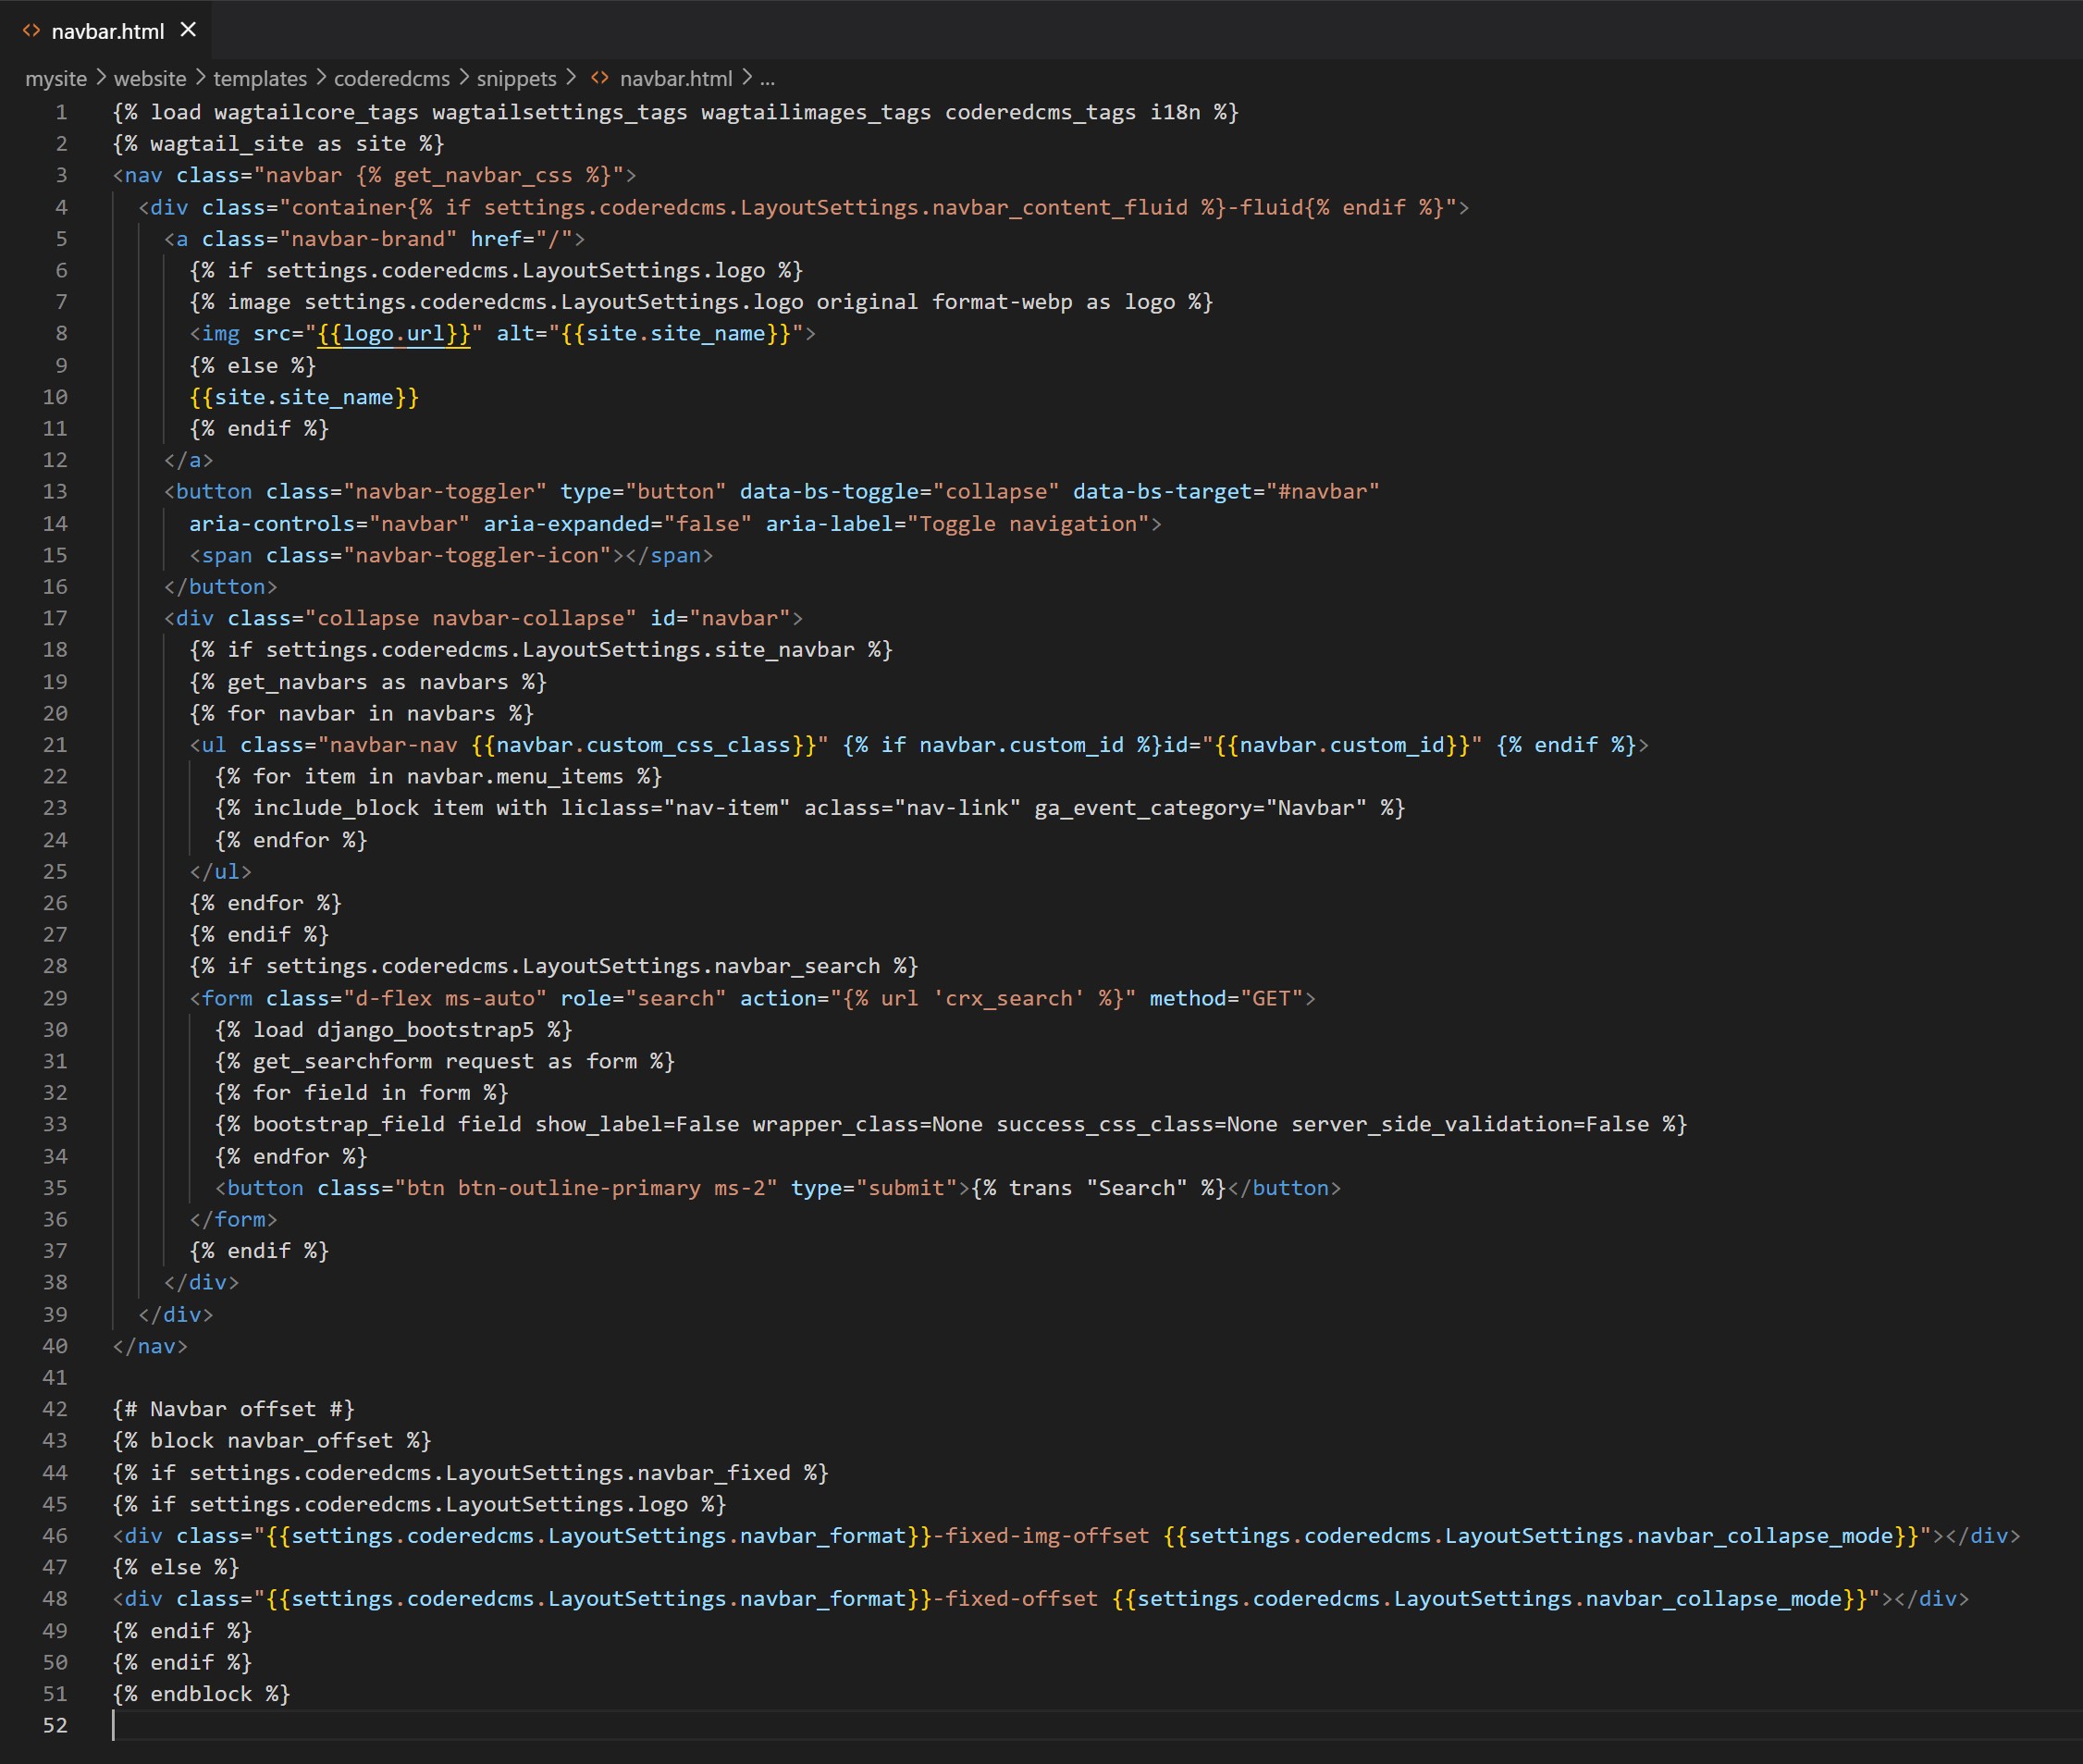 navbar.html
mysite > website > templates > coderedcms > snippets > <> navbar.html > ...
1 {% load wagtailcore_tags wagtailsettings_tags wagtailimages_tags coderedcms_tags i18n %}
2 {% wagtail_site as site %}
3 <nav class="navbar {% get_navbar_css %}">
4 <div class="container{% if settings.coderedcms.LayoutSettings.navbar_content_fluid %}-fluid{% endif %}">
5 <a class="navbar-brand" href="/">
6 {% if settings.coderedcms.LayoutSettings.logo %}
7 {% image settings.coderedcms.LayoutSettings.logo original format-webp as logo %}
8 <img src="{{logo.url}}" alt="{{site.site_name}}">
9 {% else %}
10 {{site.site_name}}
11 {% endif %}
12 </a>
13 <button class="navbar-toggler" type="button" data-bs-toggle="collapse" data-bs-target="#navbar"
14 aria-controls="navbar" aria-expanded="false" aria-label="Toggle navigation">
15 <span class="navbar-toggler-icon"></span>
16 </button>
17 <div class="collapse navbar-collapse" id="navbar">
18 {% if settings.coderedcms.LayoutSettings.site_navbar %}
19 {% get_navbars as navbars %}
20 {% for navbar in navbars %}
21 <ul class="navbar-nav {{navbar.custom_css_class}}" {% if navbar.custom_id %}id="{{navbar.custom_id}}" {% endif %}>
22 {% for item in navbar.menu_items %}
23 {% include_block item with liclass="nav-item" aclass="nav-link" ga_event_category="Navbar" %}
24 {% endfor %}
25 </ul>
26 {% endfor %}
27 {% endif %}
28 {% if settings.coderedcms.LayoutSettings.navbar_search %}
29 <form class="d-flex ms-auto" role="search" action="{% url 'crx_search' %}" method="GET">
30 {% load django_bootstrap5 %}
31 {% get_searchform request as form %}
32 {% for field in form %}
33 {% bootstrap_field field show_label=False wrapper_class=None success_css_class=None server_side_validation=False %}
34 {% endfor %}
35 <button class="btn btn-outline-primary ms-2" type="submit">{% trans "Search" %}</button>
36 </form>
37 {% endif %}
38 </div>
39 </div>
40 </nav>
41
42 {# Navbar offset #}
43 {% block navbar_offset %}
44 {% if settings.coderedcms.LayoutSettings.navbar_fixed %}
45 {% if settings.coderedcms.LayoutSettings.logo %}
46 <div class="{{settings.coderedcms.LayoutSettings.navbar_format}}-fixed-img-offset {{settings.coderedcms.LayoutSettings.navbar_collapse_mode}}"></div>
47 {% else %}
48 <div class="{{settings.coderedcms.LayoutSettings.navbar_format}}-fixed-offset {{settings.coderedcms.LayoutSettings.navbar_collapse_mode}}"></div>
49 {% endif %}
50 {% endif %}
51 {% endblock %}
52